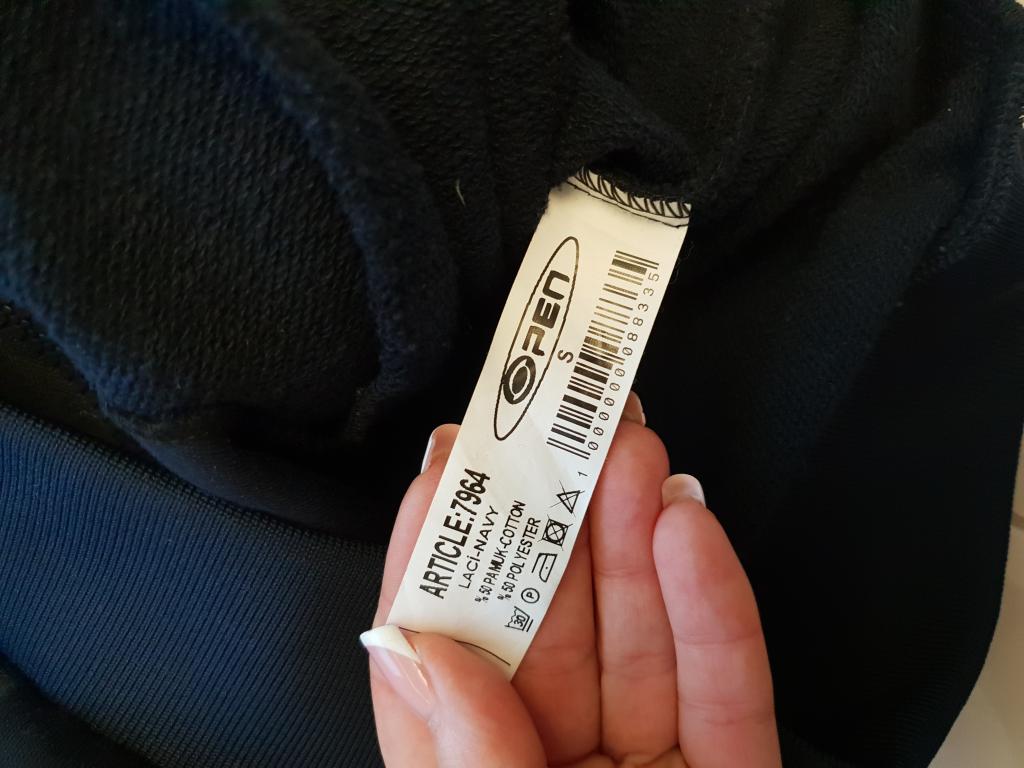 OPEN
S
1 000000 088335
ARTICLE:7964
LACİ-NAVY
% 50 PAMUK-COTTON
% 50 POLYESTER
30 P